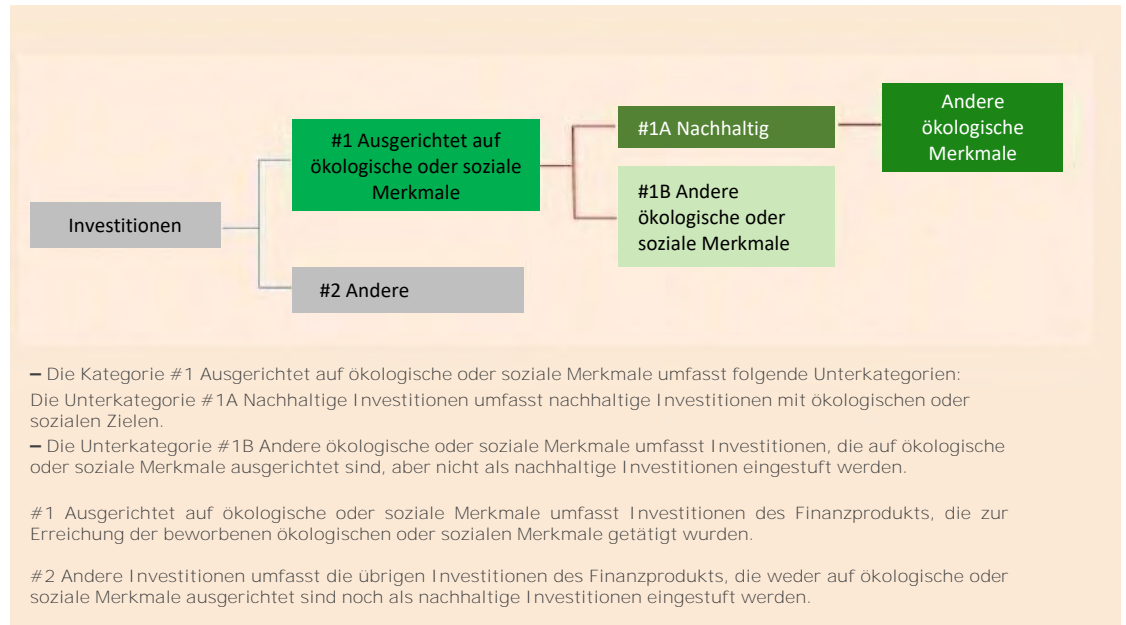 Andere
ökologische
Merkmale
#1A Nachhaltig
#1 Ausgerichtet auf
ökologische oder soziale
Merkmale
#1B Andere
ökologische oder
soziale Merkmale
Investitionen
#2 Andere
– Die Kategorie #1 Ausgerichtet auf ökologische oder soziale Merkmale umfasst folgende Unterkategorien:
Die Unterkategorie #1A Nachhaltige Investitionen umfasst nachhaltige Investitionen mit ökologischen oder
sozialen Zielen.
– Die Unterkategorie #1B Andere ökologische oder soziale Merkmale umfasst Investitionen, die auf ökologische
oder soziale Merkmale ausgerichtet sind, aber nicht als nachhaltige Investitionen eingestuft werden.
#1 Ausgerichtet auf ökologische oder soziale Merkmale umfasst Investitionen des Finanzprodukts, die zur
Erreichung der beworbenen ökologischen oder sozialen Merkmale getätigt wurden.
#2 Andere Investitionen umfasst die übrigen Investitionen des Finanzprodukts, die weder auf ökologische oder
soziale Merkmale ausgerichtet sind noch als nachhaltige Investitionen eingestuft werden.